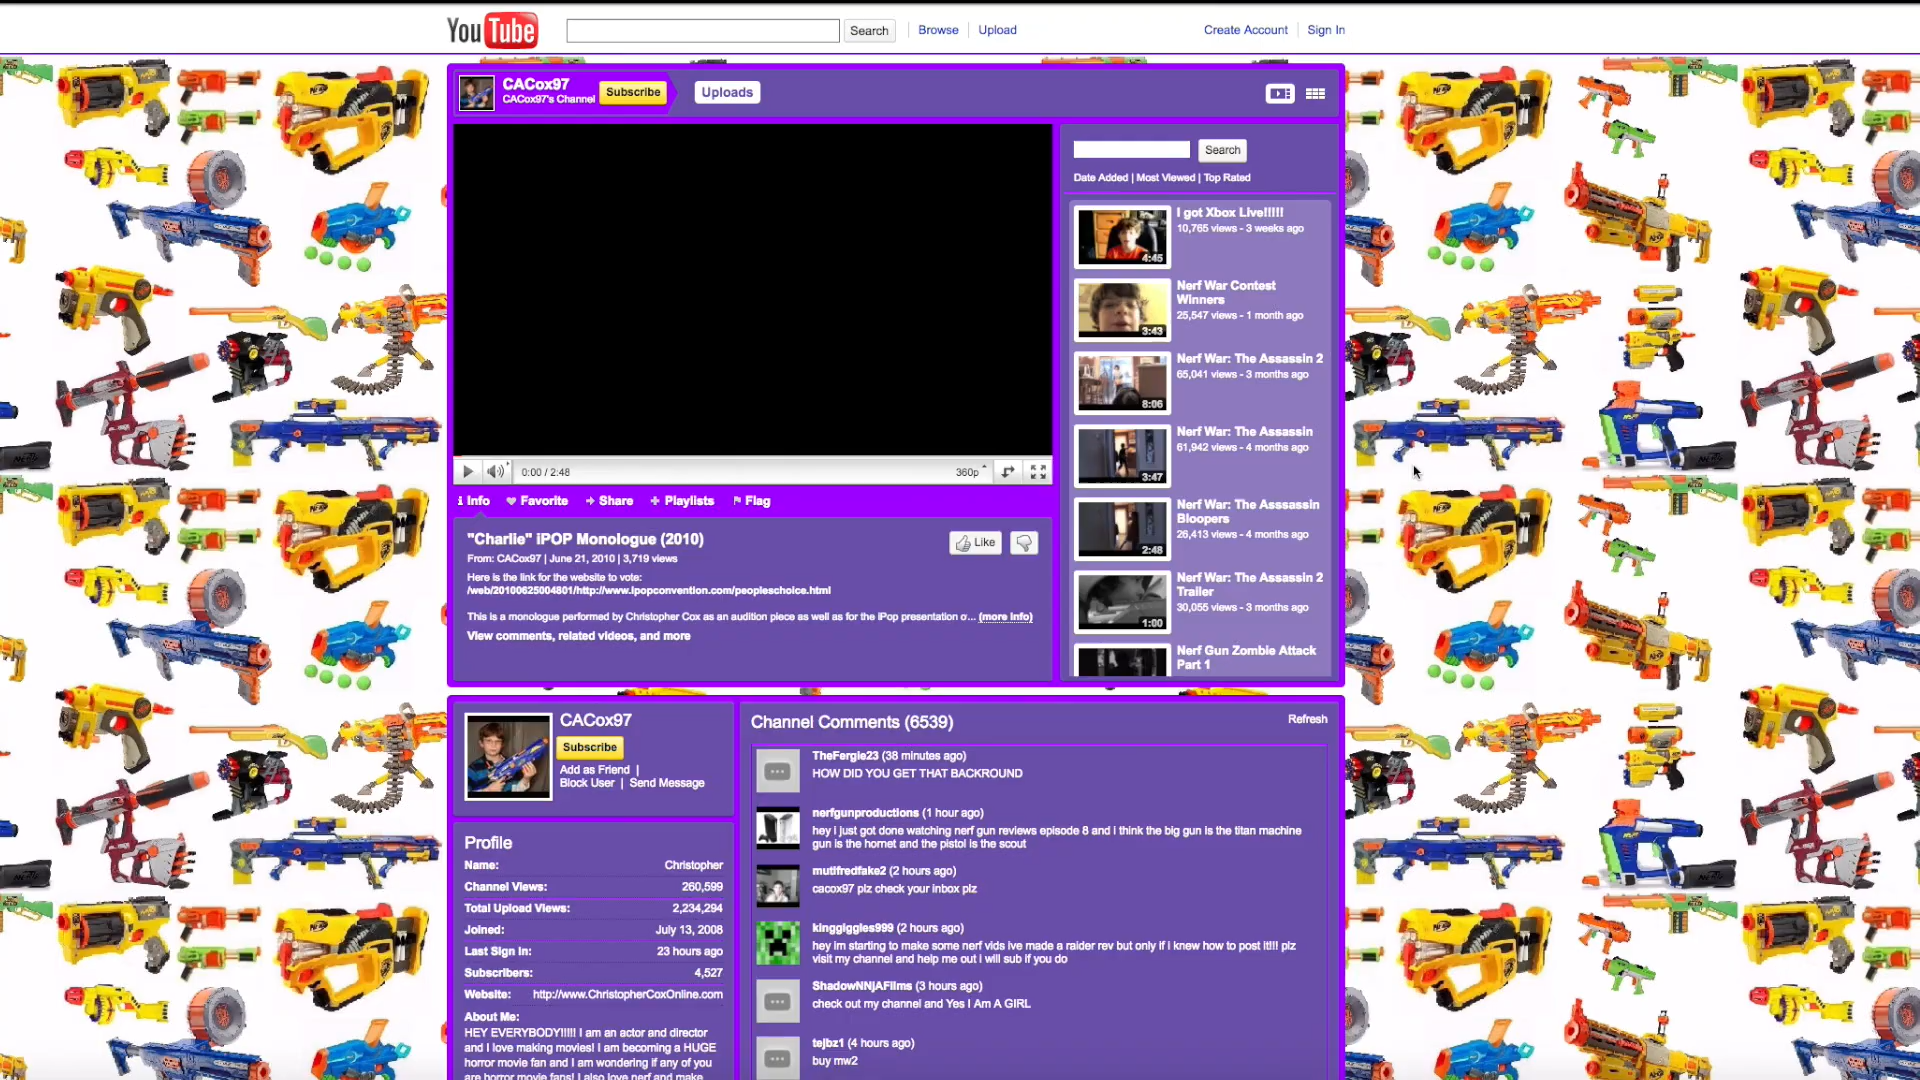 YouTube
Search
Browse
Upload
Create Account
Sign In
CACox97
CACox97's Channel
Subscribe
Uploads
Search
Date Added | Most Viewed | Top Rated
I got Xbox Live!!!!!
10,765 views - 3 weeks ago
4:45
Nerf War Contest
Winners
25,547 views - 1 month ago
3:43
Nerf War: The Assassin 2
65,041 views - 3 months ago
8:06
Nerf War: The Assassin
61,942 views - 4 months ago
3:47
Nerf War: The Asssassin
Bloopers
26,413 views - 4 months ago
2:48
Nerf War: The Assassin 2
Trailer
30,055 views - 3 months ago
1:00
Nerf Gun Zombie Attack
Part 1
0:00 / 2:48
360p
Info
Favorite
Share
Playlists
Flag
"Charlie" iPOP Monologue (2010)
Like
From: CACox97 | June 21, 2010 | 3,719 views
Here is the link for the website to vote:
/web/20100625004801/http://www.ipopconvention.com/peopleschoice.html
This is a monologue performed by Christopher Cox as an audition piece as well as for the iPop presentation o... (more info)
View comments, related videos, and more
CACox97
Subscribe
Add as Friend |
Block User | Send Message
Profile
Name: Christopher
Channel Views: 260,599
Total Upload Views: 2,234,294
Joined: July 13, 2008
Last Sign In: 23 hours ago
Subscribers: 4,527
Website: http://www.ChristopherCoxOnline.com
About Me:
HEY EVERYBODY!!!!! I am an actor and director
and I love making movies! I am becoming a HUGE
horror movie fan and I am wondering if any of you
are horror movie fans! I also love nerf and make
Channel Comments (6539)
Refresh
TheFergie23 (38 minutes ago)
HOW DID YOU GET THAT BACKROUND
nerfgunproductions (1 hour ago)
hey i just got done watching nerf gun reviews episode 8 and i think the big gun is the titan machine
gun is the hornet and the pistol is the scout
mutlfredfake2 (2 hours ago)
cacox97 plz check your inbox plz
kinggiggles999 (2 hours ago)
hey im starting to make some nerf vids ive made a raider rev but only if i knew how to post it!!! plz
visit my channel and help me out i will sub if you do
ShadowNNjAFilms (3 hours ago)
check out my channel and Yes I Am A GIRL
tejbz1 (4 hours ago)
buy mw2